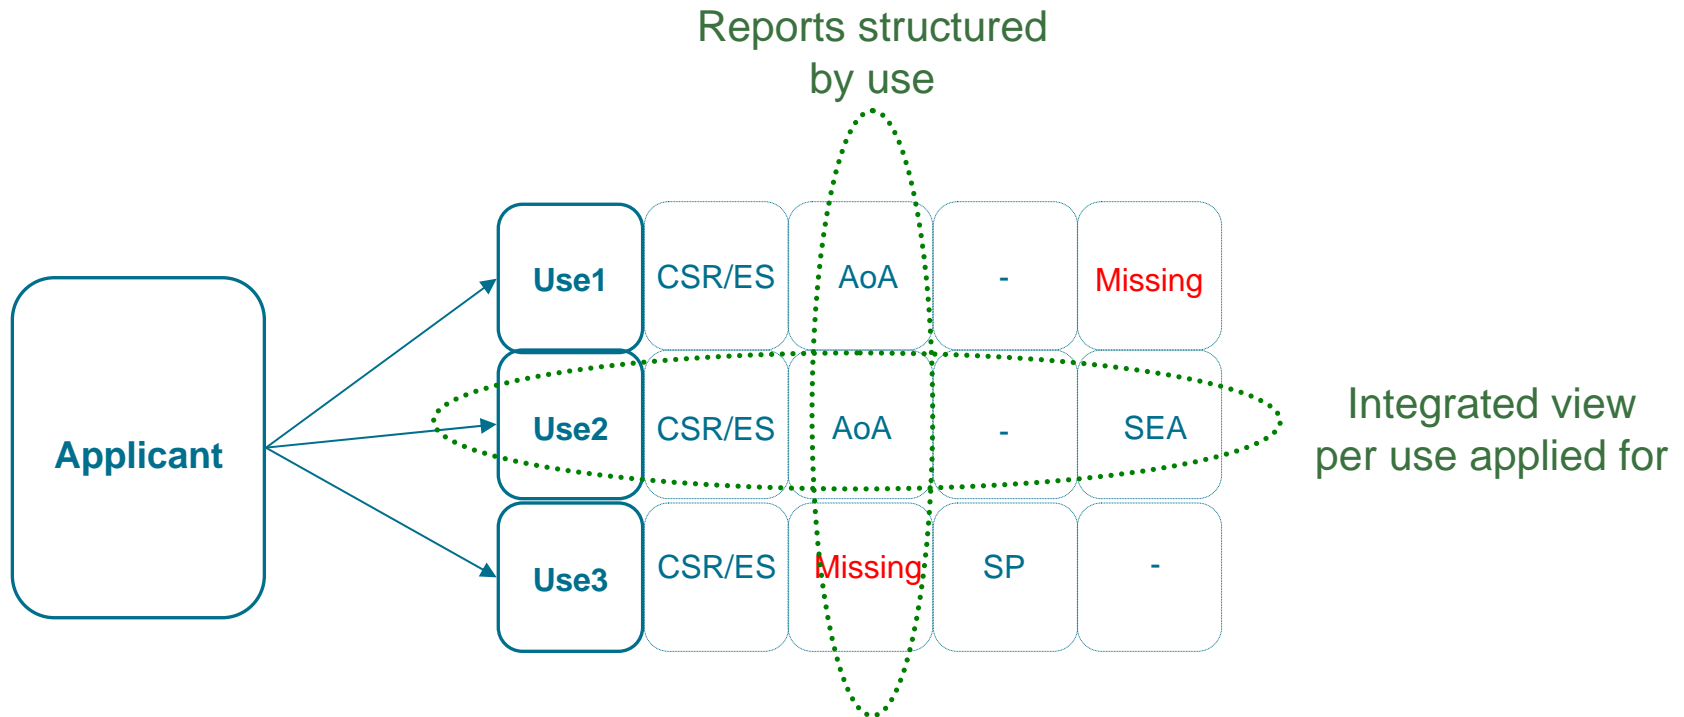 Reports structured
by use
Applicant
Use1 CSR/ES AoA - Missing
Use2 CSR/ES AoA - SEA
Use3 CSR/ES Missing SP -
Integrated view
per use applied for